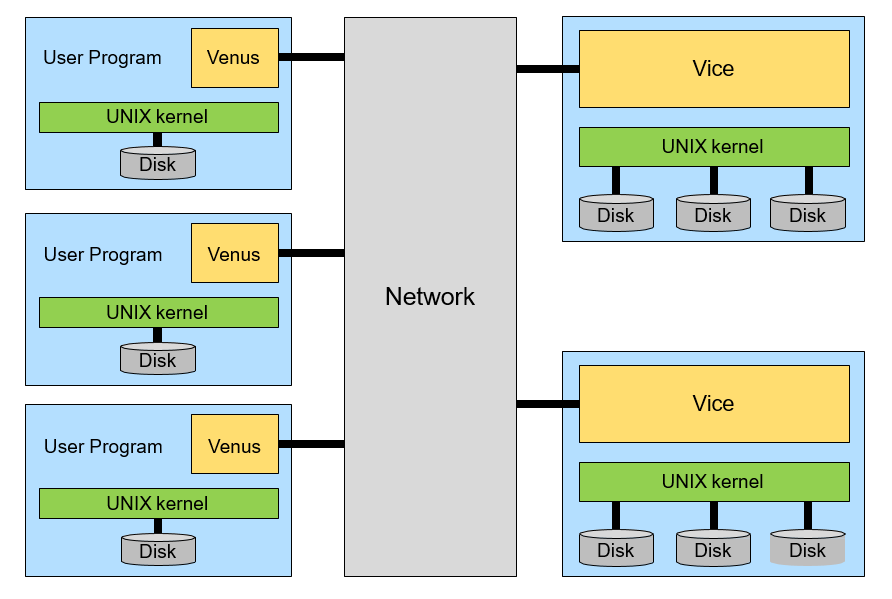 User Program
Venus
UNIX kernel
Disk
User Program
Venus
UNIX kernel
Disk
User Program
Venus
UNIX kernel
Disk
Network
Vice
UNIX kernel
Disk
Disk
Disk
Vice
UNIX kernel
Disk
Disk
Disk